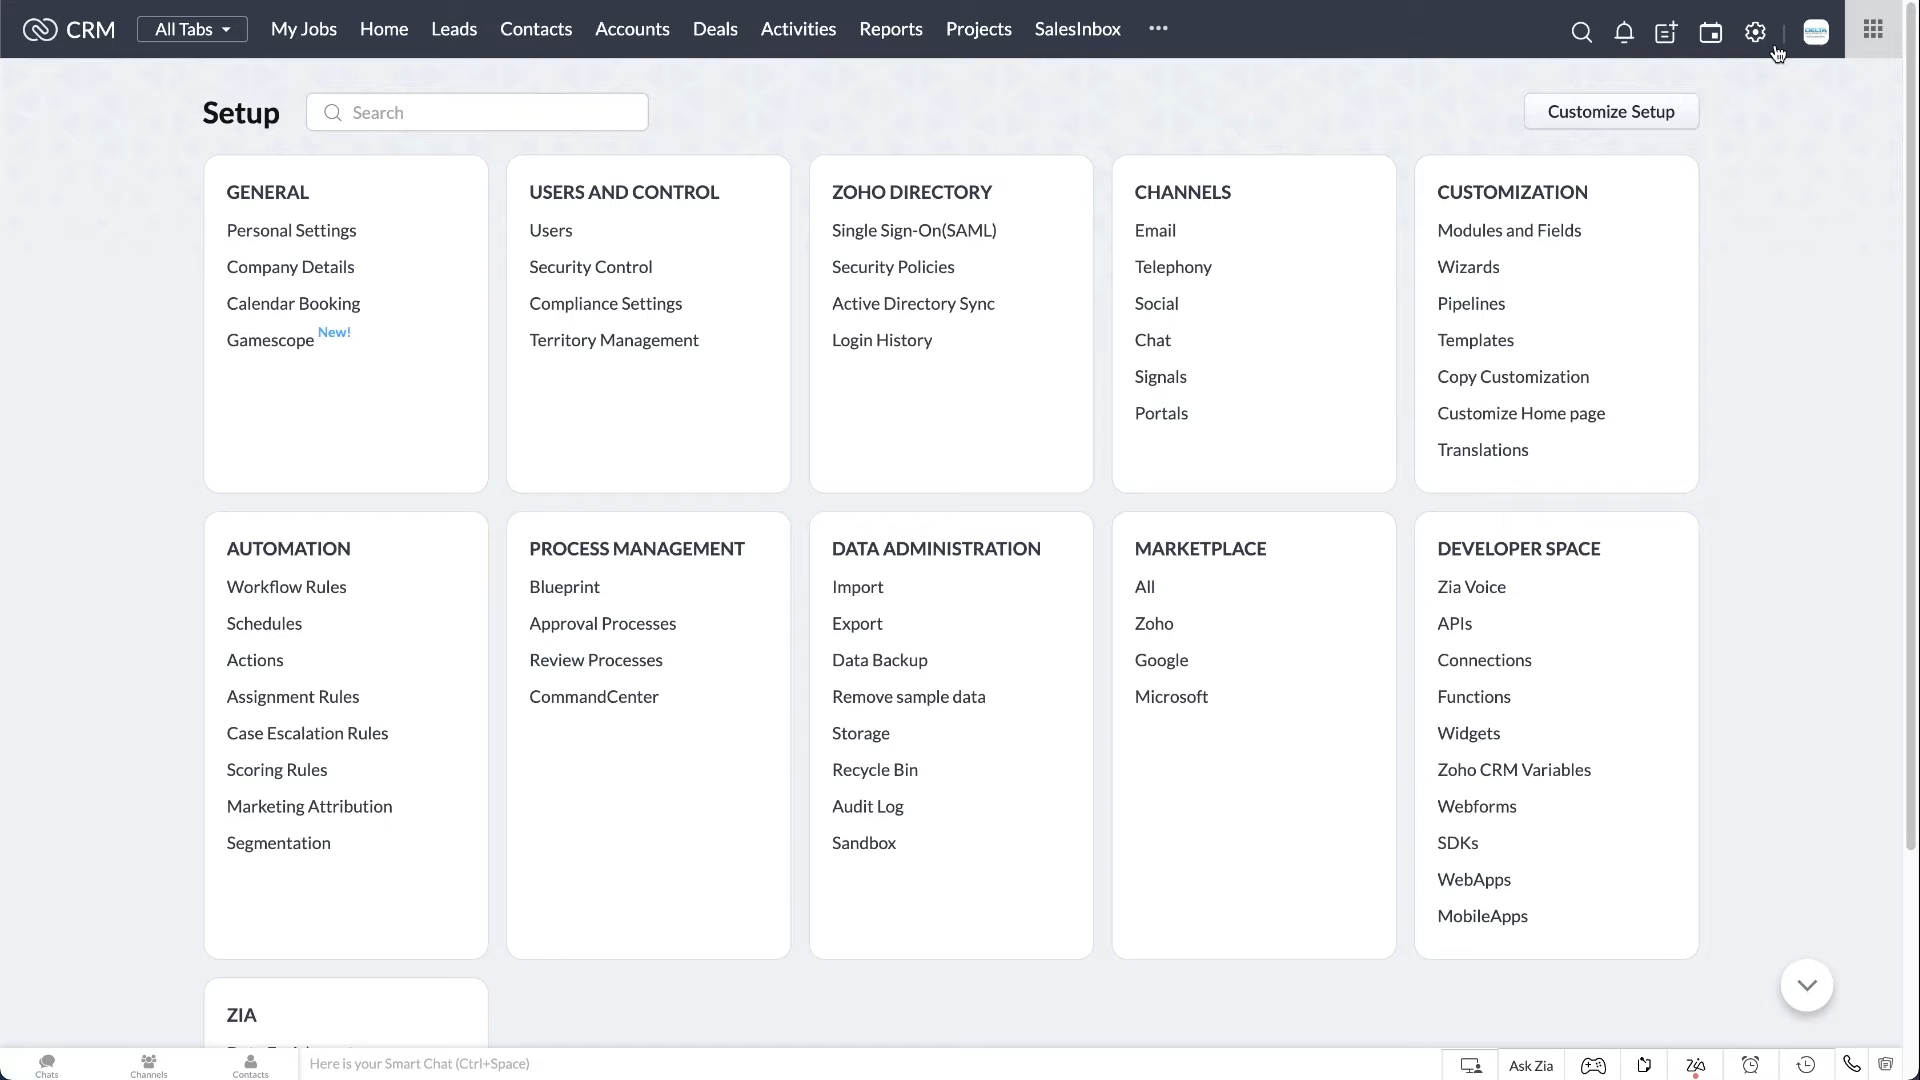 CRM All Tabs My Jobs Home Leads Contacts Accounts Deals Activities Reports Projects SalesInbox ...
Setup Search Customize Setup
GENERAL
Personal Settings
Company Details
Calendar Booking
Gamescope New!
USERS AND CONTROL
Users
Security Control
Compliance Settings
Territory Management
ZOHO DIRECTORY
Single Sign-On(SAML)
Security Policies
Active Directory Sync
Login History
CHANNELS
Email
Telephony
Social
Chat
Signals
Portals
CUSTOMIZATION
Modules and Fields
Wizards
Pipelines
Templates
Copy Customization
Customize Home page
Translations
AUTOMATION
Workflow Rules
Schedules
Actions
Assignment Rules
Case Escalation Rules
Scoring Rules
Marketing Attribution
Segmentation
PROCESS MANAGEMENT
Blueprint
Approval Processes
Review Processes
CommandCenter
DATA ADMINISTRATION
Import
Export
Data Backup
Remove sample data
Storage
Recycle Bin
Audit Log
Sandbox
MARKETPLACE
All
Zoho
Google
Microsoft
DEVELOPER SPACE
Zia Voice
APIs
Connections
Functions
Widgets
Zoho CRM Variables
Webforms
SDKs
WebApps
MobileApps
ZIA
Chats Channels Contacts Here is your Smart Chat (Ctrl+Space) Ask Zia